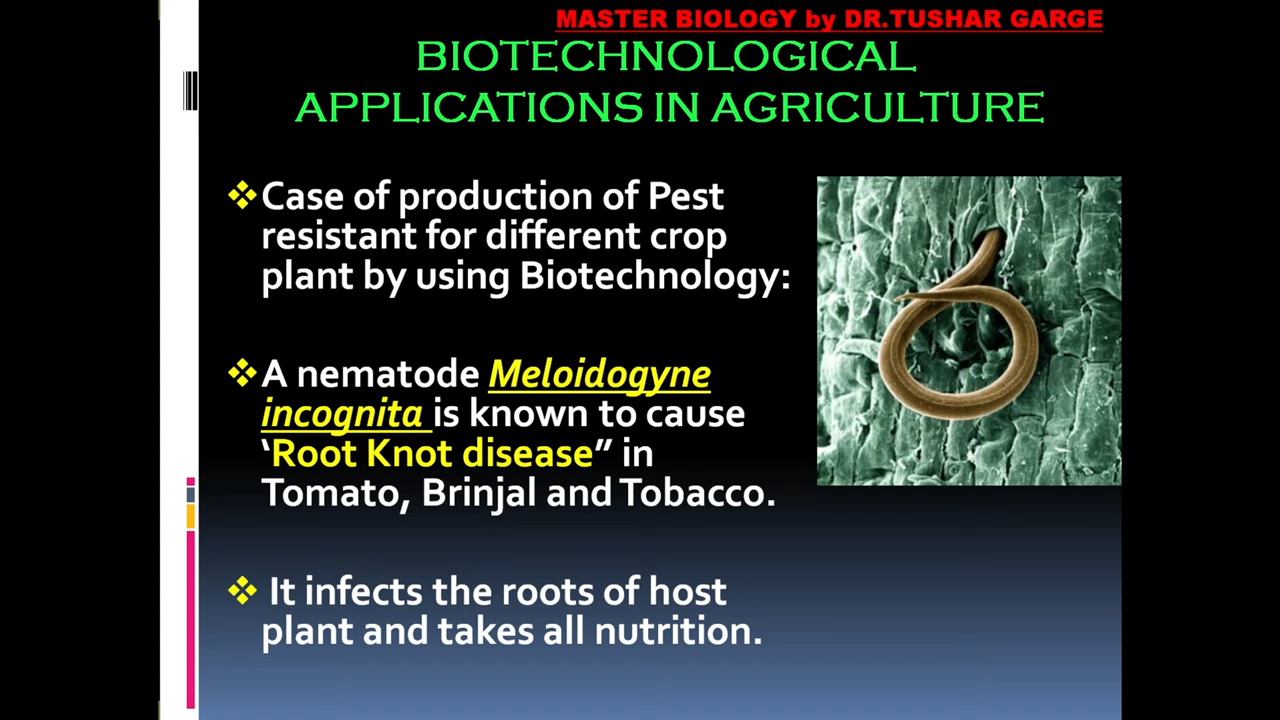 MASTER BIOLOGY by DR.TUSHAR GARGE
BIOTECHNOLOGICAL
APPLICATIONS IN AGRICULTURE
Case of production of Pest
resistant for different crop
plant by using Biotechnology:
A nematode Meloidogyne
incognita is known to cause
‘Root Knot disease” in
Tomato, Brinjal and Tobacco.
It infects the roots of host
plant and takes all nutrition.